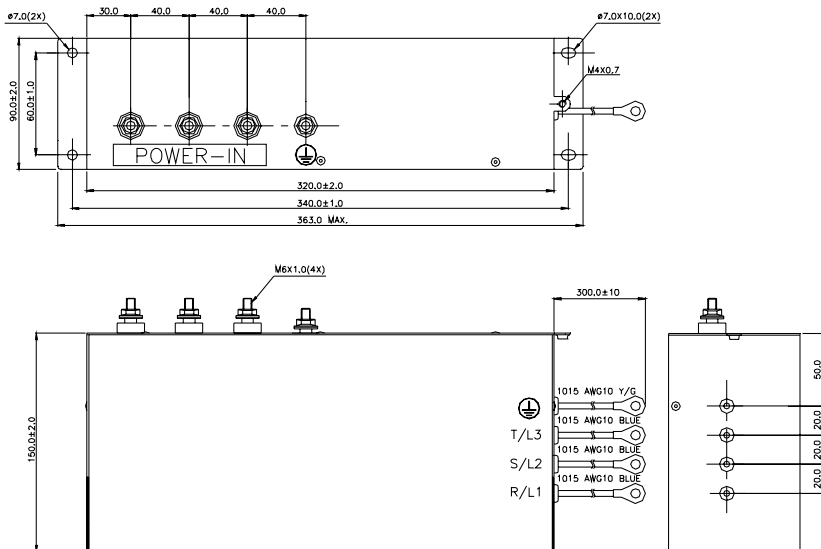 ø7.0(2X)
30.0
40.0
40.0
40.0
ø7.0X10.0(2X)
M4X0.7
90.0±2.0
60.0±1.0
POWER-IN
320.0±2.0
340.0±1.0
363.0 MAX.
M6X1.0(4X)
300.0±10
150.0±2.0
1015 AWG10 Y/G
T/L3
1015 AWG10 BLUE
S/L2
1015 AWG10 BLUE
R/L1
1015 AWG10 BLUE
50.0
20.0
20.0
20.0